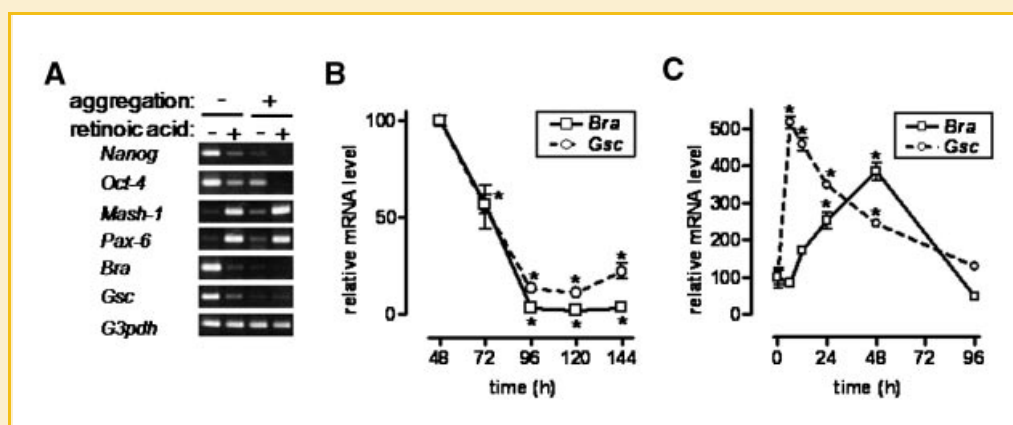 A
aggregation: - +
retinoic acid: - + - +
Nanog
Oct-4
Mash-1
Pax-6
Bra
Gsc
G3pdh
B
relative mRNA level
100
50
0
Bra
Gsc
* * * * * * *
48 72 96 120 144
time (h)
C
relative mRNA level
500
400
300
200
100
0
Bra
Gsc
* * * * * * *
0 24 48 72 96
time (h)